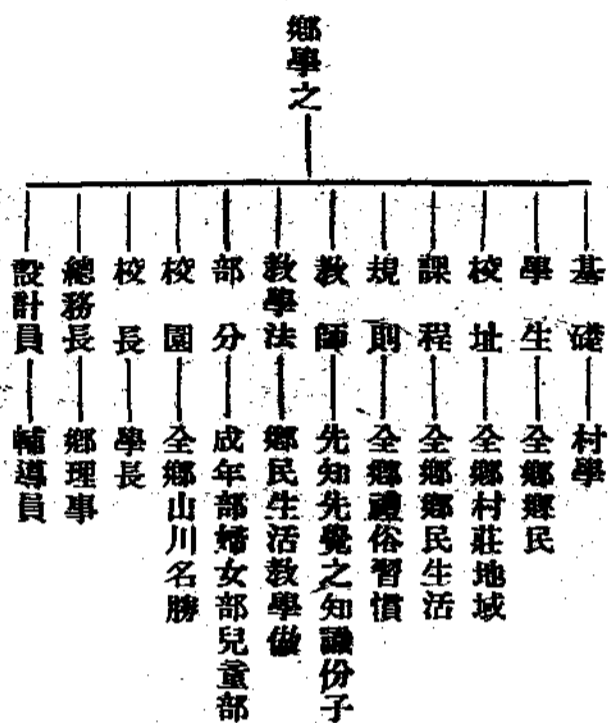 鄉學之
基礎
村學
學生
全鄉鄉民
校址
全鄉村莊地域
課程
全鄉鄉民生活
規則
全鄉禮俗習慣
教師
先知先覺之知識份子
教學法
鄉民生活教學做
部分
成年部婦女部兒童部
校園
全鄉山川名勝
校長
學長
總務長
鄉理事
設計員
輔導員